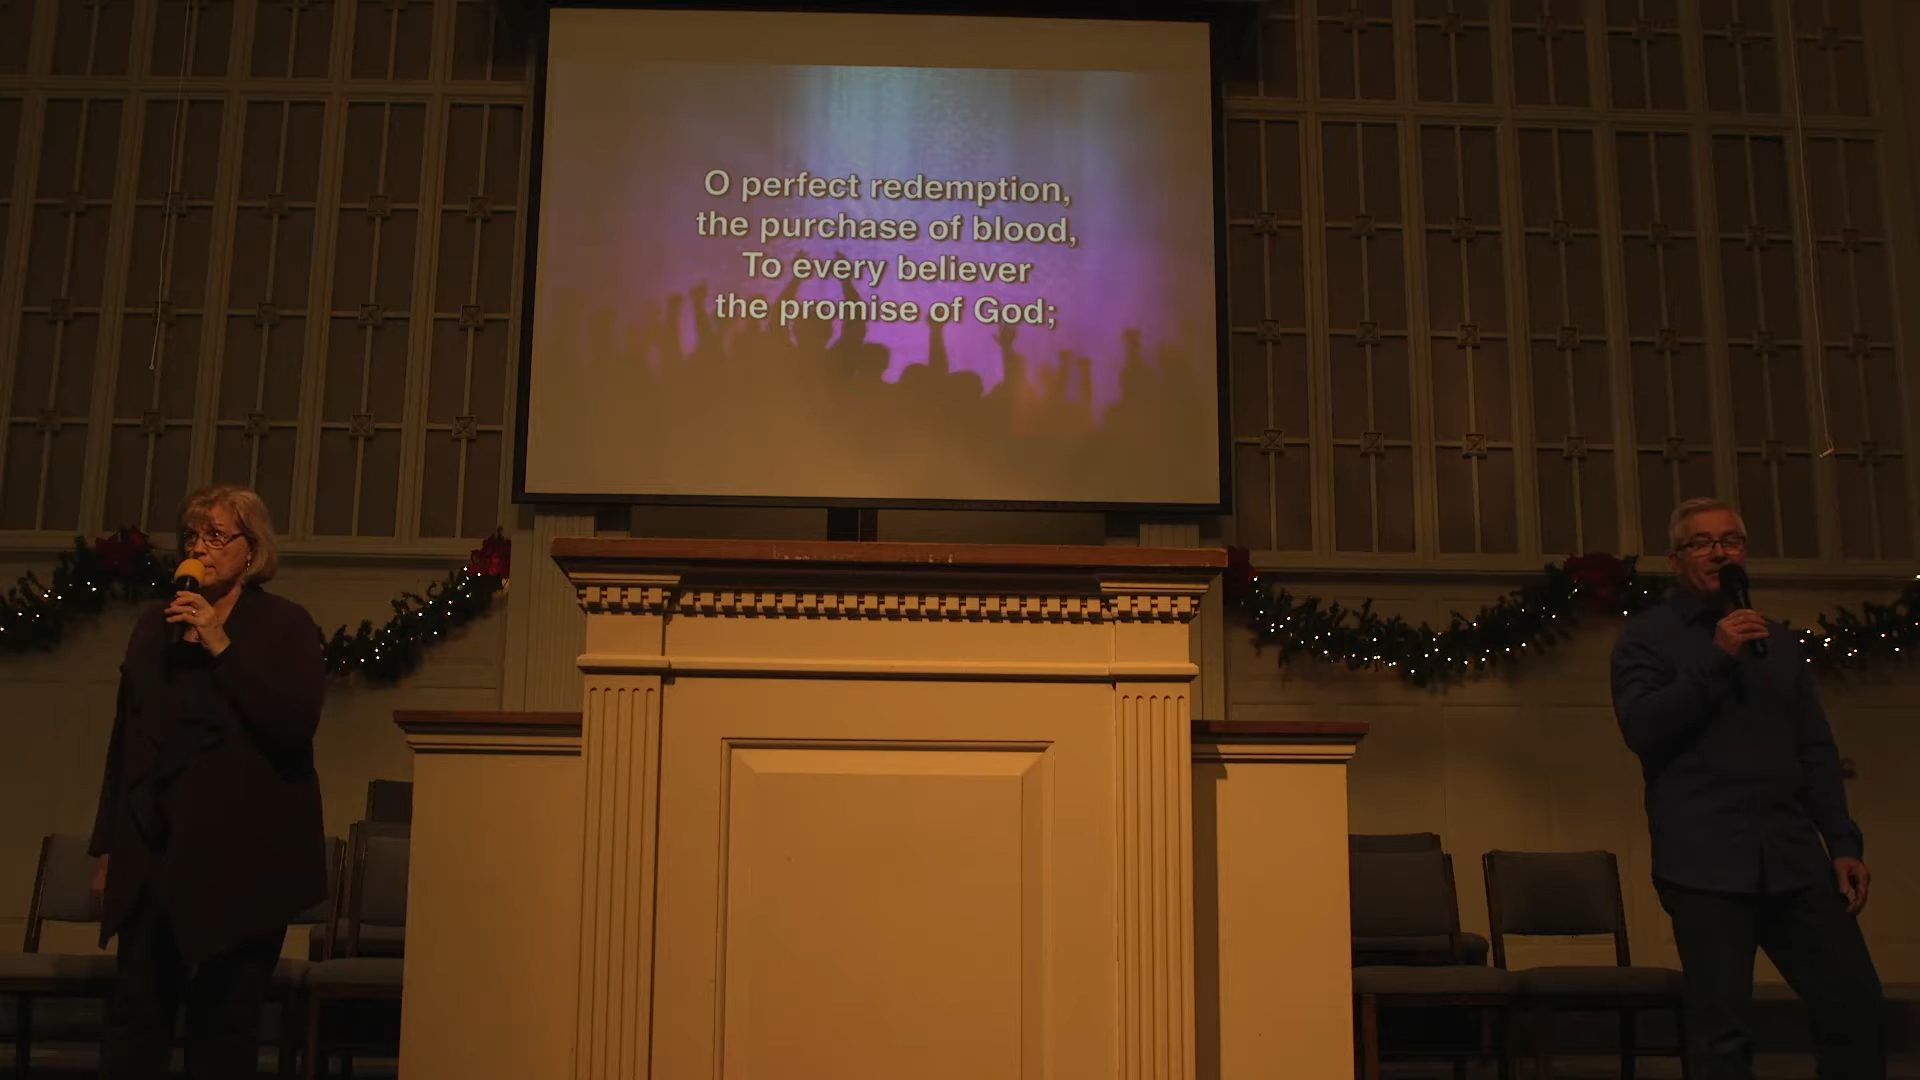 O perfect redemption,
the purchase of blood,
To every believer
the promise of God;